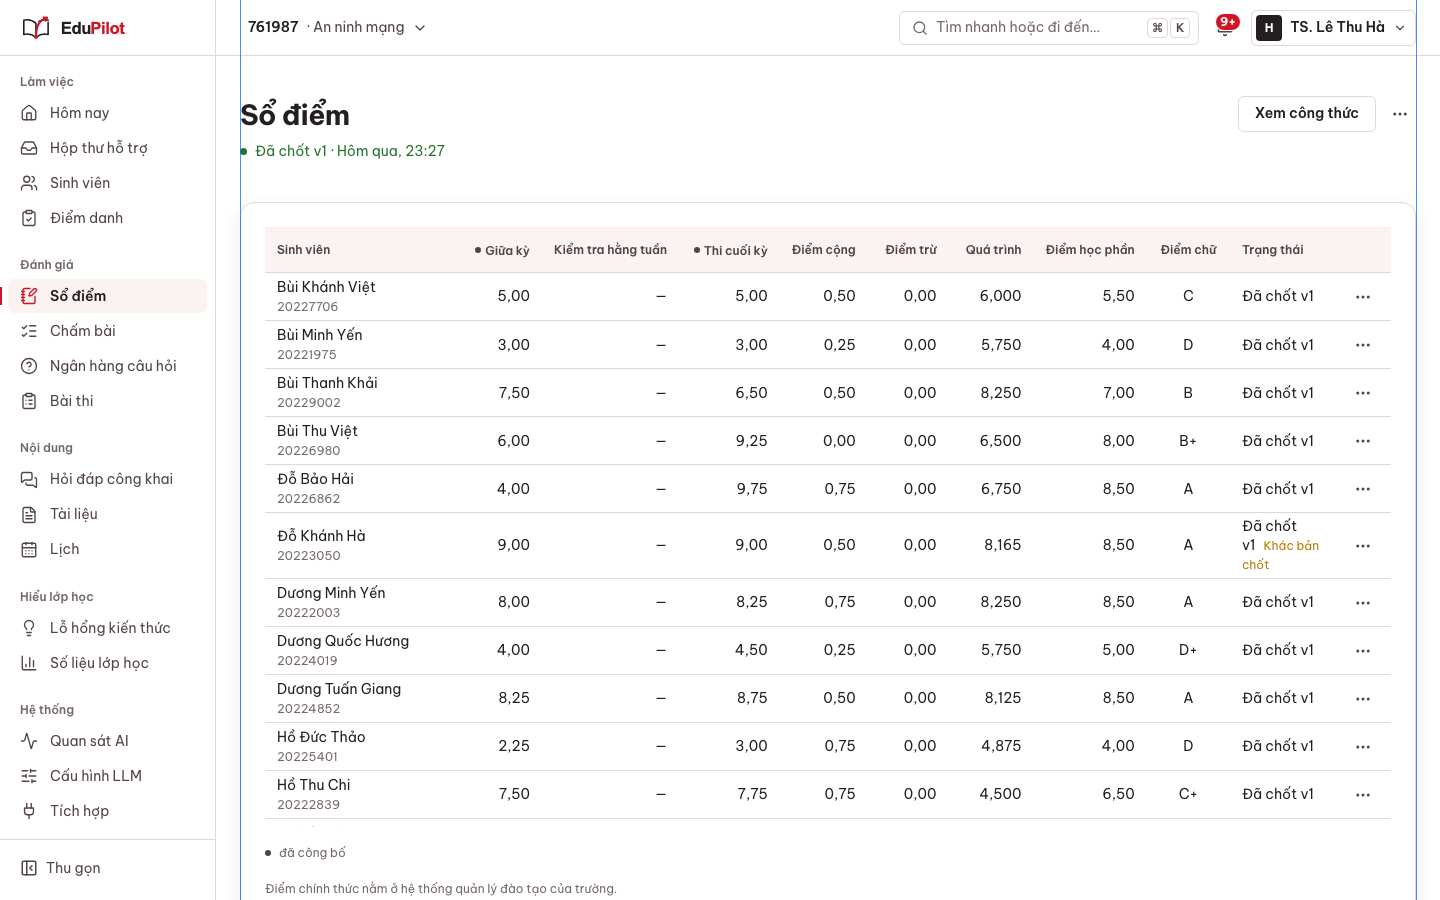 EduPilot
761987 · An ninh mạng
Tìm nhanh hoặc đi đến... ⌘ K
9+
H TS. Lê Thu Hà
Làm việc
Hôm nay
Hộp thư hỗ trợ
Sinh viên
Điểm danh
Đánh giá
Sổ điểm
Chấm bài
Ngân hàng câu hỏi
Bài thi
Nội dung
Hỏi đáp công khai
Tài liệu
Lịch
Hiểu lớp học
Lỗ hổng kiến thức
Số liệu lớp học
Hệ thống
Quan sát AI
Cấu hình LLM
Tích hợp
Thu gọn
Sổ điểm
Xem công thức
Đã chốt v1 · Hôm qua, 23:27
Sinh viên Giữa kỳ Kiểm tra hằng tuần Thi cuối kỳ Điểm cộng Điểm trừ Quá trình Điểm học phần Điểm chữ Trạng thái
Bùi Khánh Việt
20227706
5,00 — 5,00 0,50 0,00 6,000 5,50 C Đã chốt v1
Bùi Minh Yến
20221975
3,00 — 3,00 0,25 0,00 5,750 4,00 D Đã chốt v1
Bùi Thanh Khải
20229002
7,50 — 6,50 0,50 0,00 8,250 7,00 B Đã chốt v1
Bùi Thu Việt
20226980
6,00 — 9,25 0,00 0,00 6,500 8,00 B+ Đã chốt v1
Đỗ Bảo Hải
20226862
4,00 — 9,75 0,75 0,00 6,750 8,50 A Đã chốt v1
Đỗ Khánh Hà
20223050
9,00 — 9,00 0,50 0,00 8,165 8,50 A Đã chốt
v1 Khác bản
chốt
Dương Minh Yến
20222003
8,00 — 8,25 0,75 0,00 8,250 8,50 A Đã chốt v1
Dương Quốc Hương
20224019
4,00 — 4,50 0,25 0,00 5,750 5,00 D+ Đã chốt v1
Dương Tuấn Giang
20224852
8,25 — 8,75 0,50 0,00 8,125 8,50 A Đã chốt v1
Hồ Đức Thảo
20225401
2,25 — 3,00 0,75 0,00 4,875 4,00 D Đã chốt v1
Hồ Thu Chi
20222839
7,50 — 7,75 0,75 0,00 4,500 6,50 C+ Đã chốt v1
đã công bố
Điểm chính thức nằm ở hệ thống quản lý đào tạo của trường.